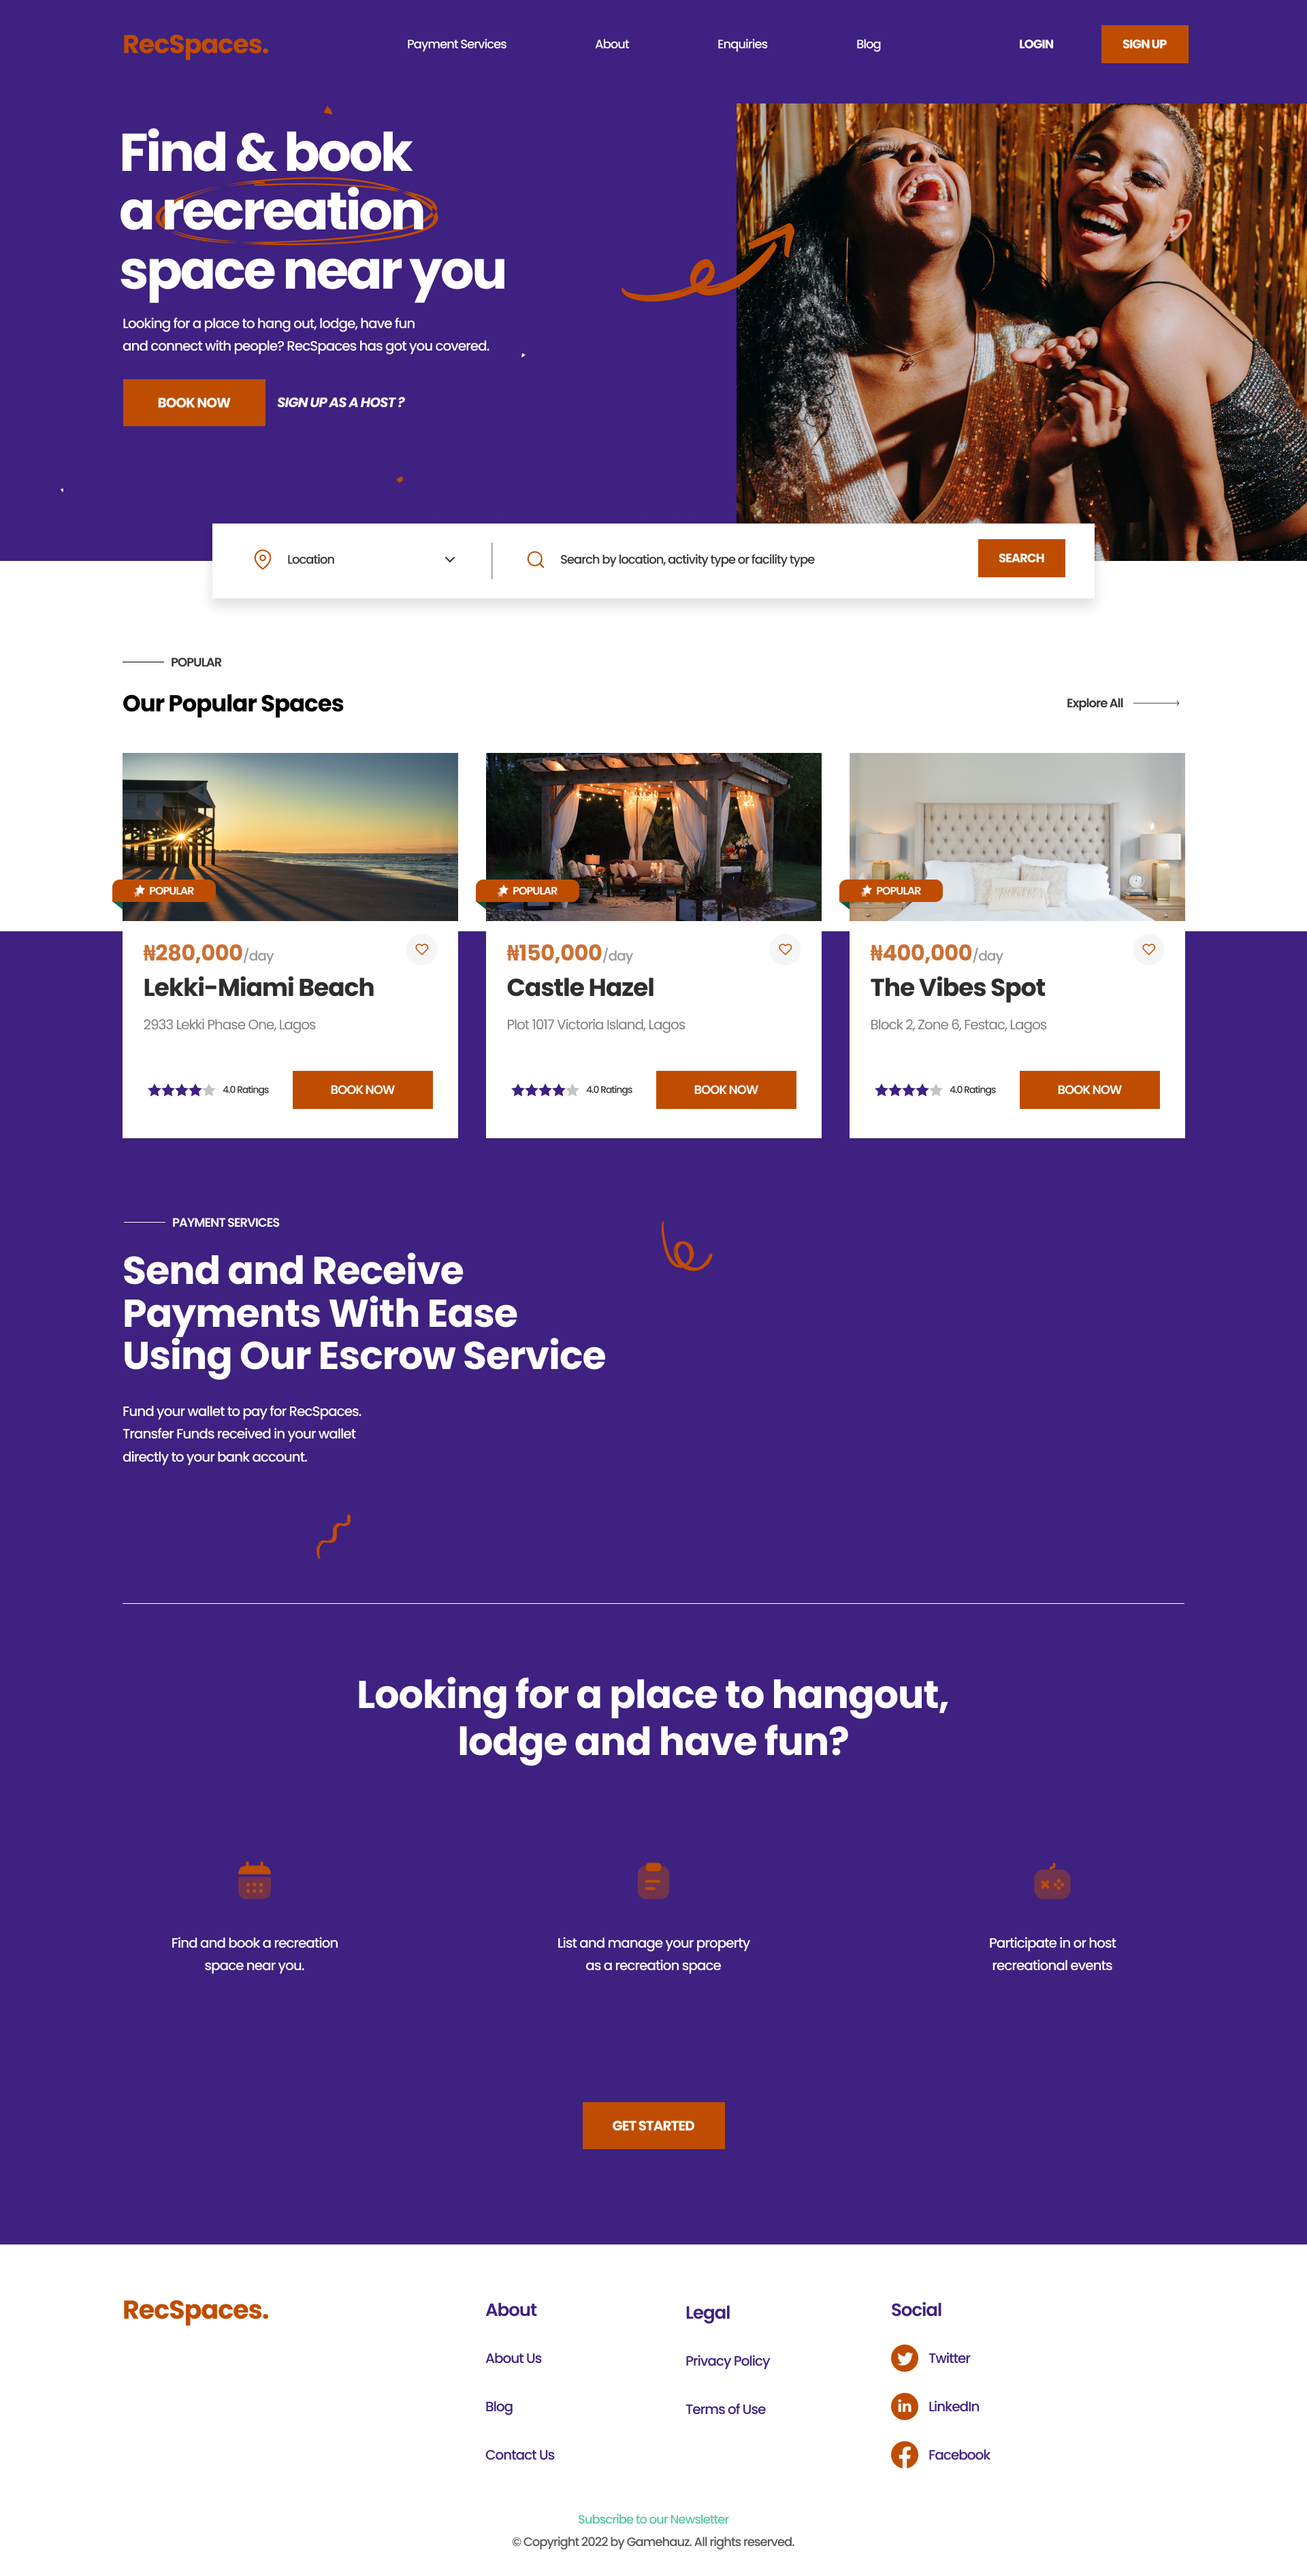 RecSpaces.
Payment Services
About
Enquiries
Blog
LOGIN
SIGN UP
Find & book
a recreation
space near you
Looking for a place to hang out, lodge, have fun
and connect with people? RecSpaces has got you covered.
BOOK NOW
SIGN UP AS A HOST ?
Location
Search by location, activity type or facility type
SEARCH
POPULAR
Our Popular Spaces
Explore All
POPULAR
₦280,000/day
Lekki-Miami Beach
2933 Lekki Phase One, Lagos
4.0 Ratings
BOOK NOW
POPULAR
₦150,000/day
Castle Hazel
Plot 1017 Victoria Island, Lagos
4.0 Ratings
BOOK NOW
POPULAR
₦400,000/day
The Vibes Spot
Block 2, Zone 6, Festac, Lagos
4.0 Ratings
BOOK NOW
PAYMENT SERVICES
Send and Receive
Payments With Ease
Using Our Escrow Service
Fund your wallet to pay for RecSpaces.
Transfer Funds received in your wallet
directly to your bank account.
Looking for a place to hangout,
lodge and have fun?
Find and book a recreation
space near you.
List and manage your property
as a recreation space
Participate in or host
recreational events
GET STARTED
RecSpaces.
About
About Us
Blog
Contact Us
Legal
Privacy Policy
Terms of Use
Social
Twitter
LinkedIn
Facebook
Subscribe to our Newsletter
© Copyright 2022 by Gamehauz. All rights reserved.